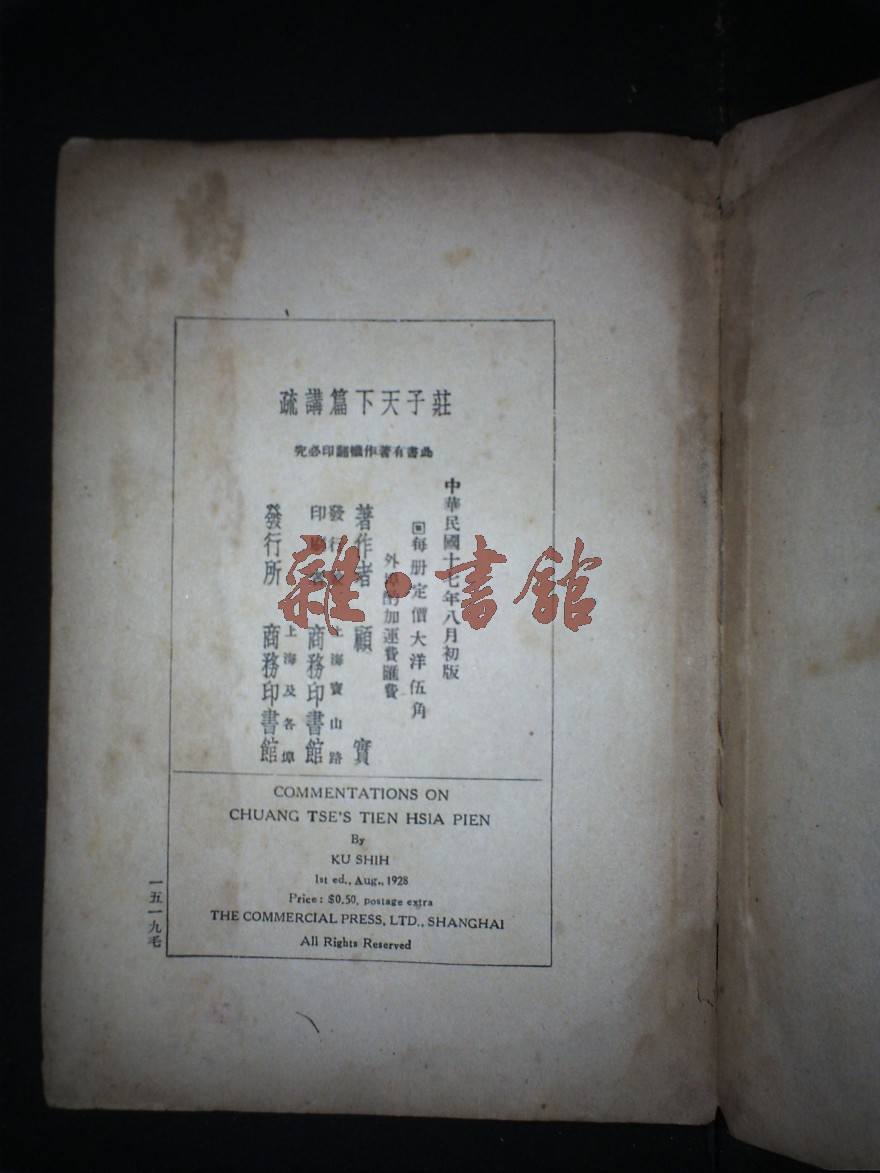 莊子天下篇講疏
此書有著作權翻印必究
中華民國十七年八月初版
每册定價大洋伍角
外埠酌加運費匯費
著作者 顧實
發行 上海寶山路
印 商務印書館
發行所 上海及各埠 商務印書館
雜·書館
COMMENTATIONS ON
CHUANG TSE'S TIEN HSIA PIEN
By
KU SHIH
1st ed., Aug., 1928
Price: $0.50, postage extra
THE COMMERCIAL PRESS, LTD., SHANGHAI
All Rights Reserved
一五一九毛